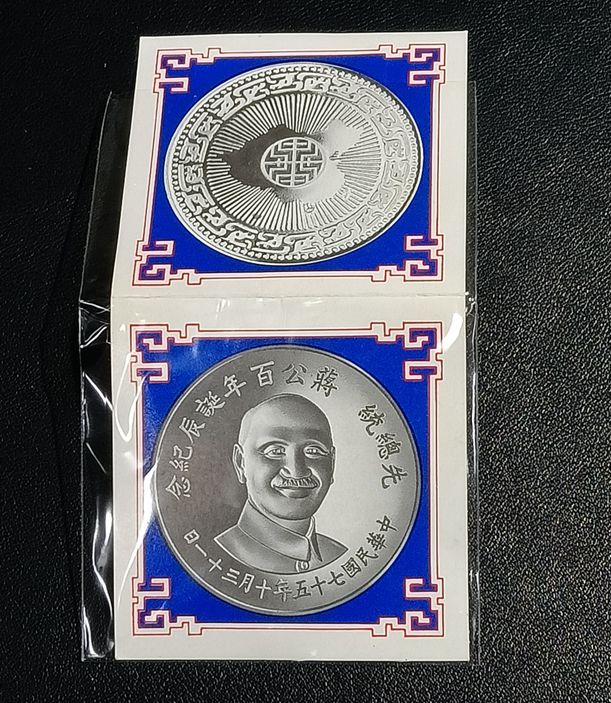 先總統 蔣公百年誕辰紀念
中華民國七十五年十月三十一日